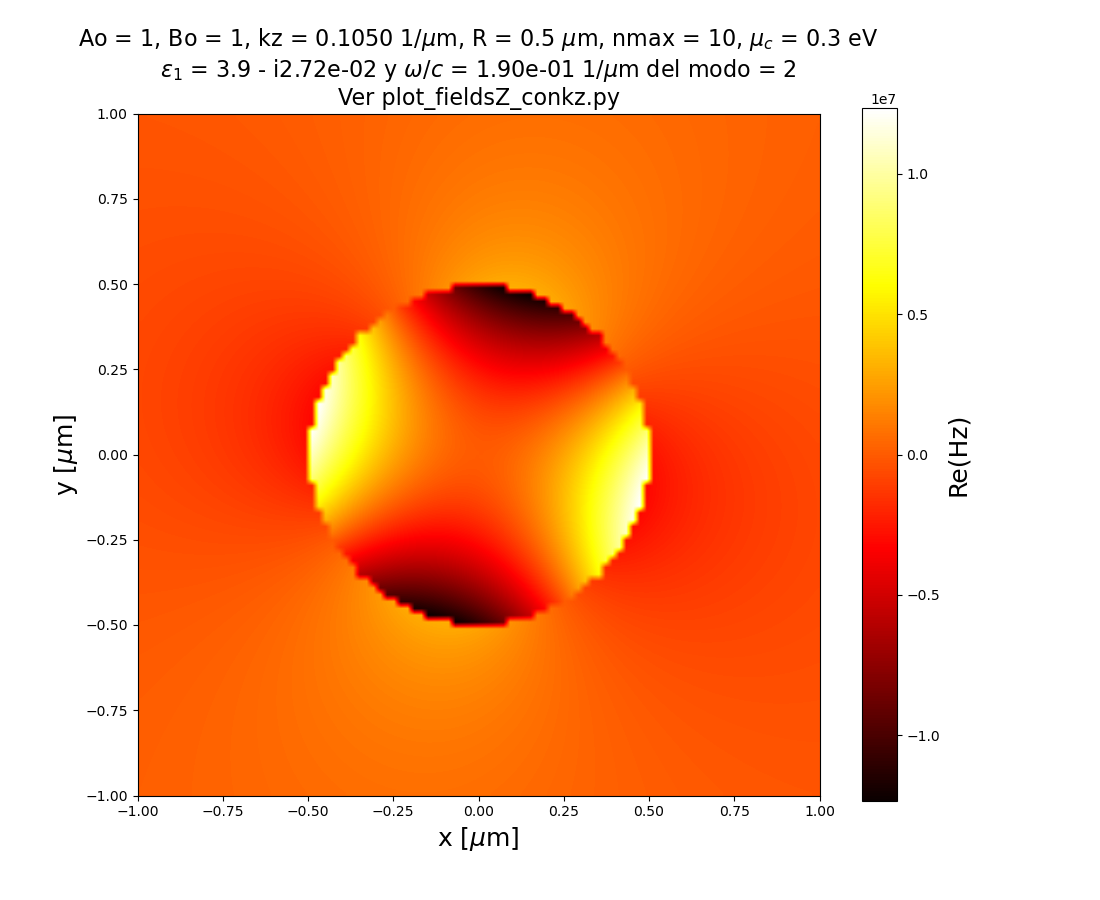 Ao = 1, Bo = 1, kz = 0.1050 1/μm, R = 0.5 μm, nmax = 10, μ_c = 0.3 eV
ε₁ = 3.9 - i2.72e-02 y ω/c = 1.90e-01 1/μm del modo = 2
Ver plot_fieldsZ_conkz.py
1e7
1.00
0.75
0.50
0.25
0.00
−0.25
−0.50
−0.75
−1.00
y [μm]
−1.00 −0.75 −0.50 −0.25 0.00 0.25 0.50 0.75 1.00
x [μm]
1.0
0.5
0.0
−0.5
−1.0
Re(Hz)